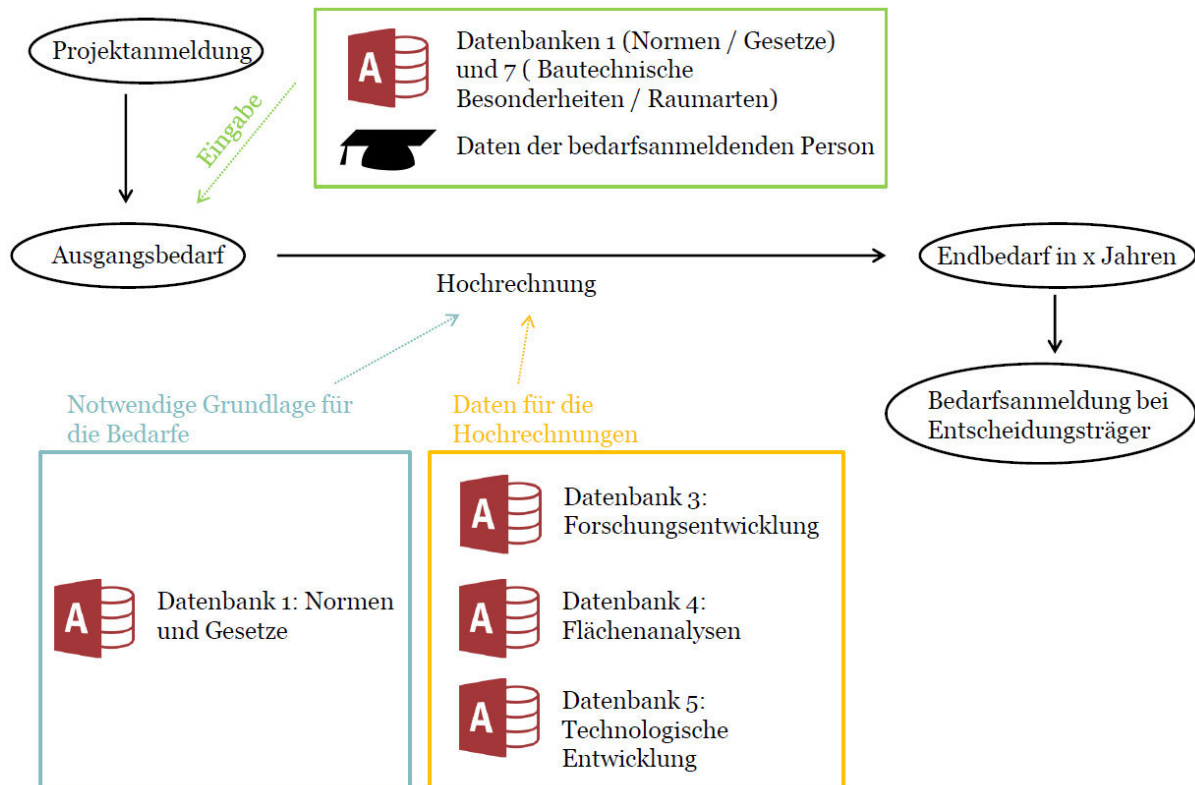 Projektanmeldung
Datenbanken 1 (Normen / Gesetze)
und 7 ( Bautechnische
Besonderheiten / Raumarten)
Daten der bedarfsanmeldenden Person
Eingabe
Ausgangsbedarf
Hochrechnung
Endbedarf in x Jahren
Bedarfsanmeldung bei
Entscheidungsträger
Notwendige Grundlage für
die Bedarfe
Daten für die
Hochrechnungen
A
Datenbank 1: Normen
und Gesetze
A
Datenbank 3:
Forschungsentwicklung
A
Datenbank 4:
Flächenanalysen
A
Datenbank 5:
Technologische
Entwicklung
A